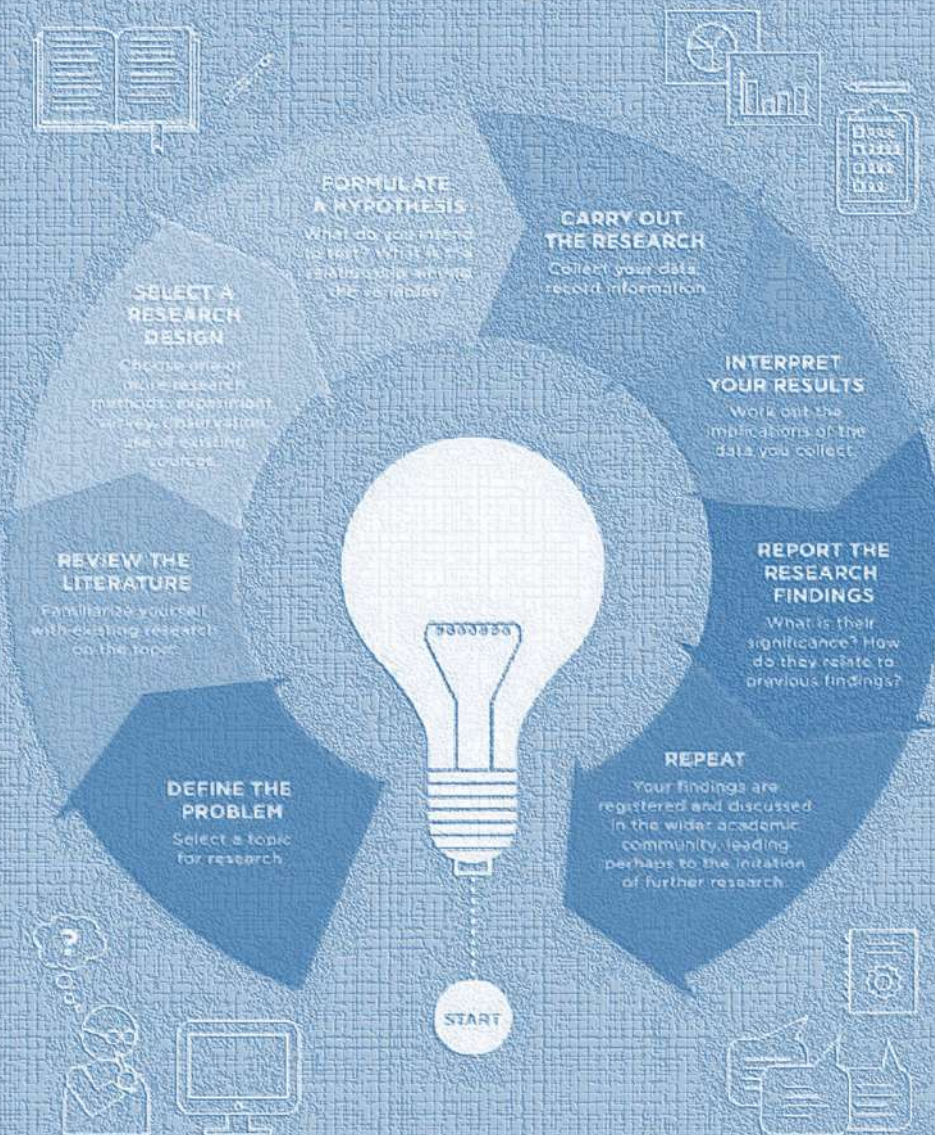 START
DEFINE THE
PROBLEM
Select a topic
for research
REVIEW THE
LITERATURE
Familiarize yourself
with existing research
on the topic
SELECT A
RESEARCH
DESIGN
Choose one or
more research
methods: experiment,
survey, observation,
use of existing
sources.
FORMULATE
A HYPOTHESIS
What do you intend
to test? What is the
relationship among
the variables
CARRY OUT
THE RESEARCH
Collect your data
record information
INTERPRET
YOUR RESULTS
Work out the
implications of the
data you collect.
REPORT THE
RESEARCH
FINDINGS
What is their
significance? How
do they relate to
previous findings?
REPEAT
Your findings are
registered and discussed
in the wider academic
community, leading
perhaps to the initation
of further research
?